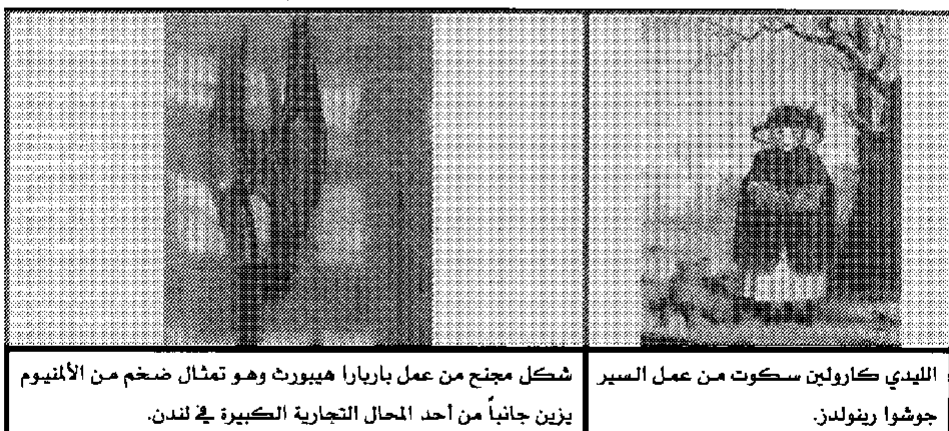 الليدي كارولين سكوت من عمل السير
جوشوا رينولدز.
شكل مجنح من عمل باربارا هيبورث وهو تمثال ضخم من الألمنيوم
يزين جانباً من أحد المحال التجارية الكبيرة في لندن.